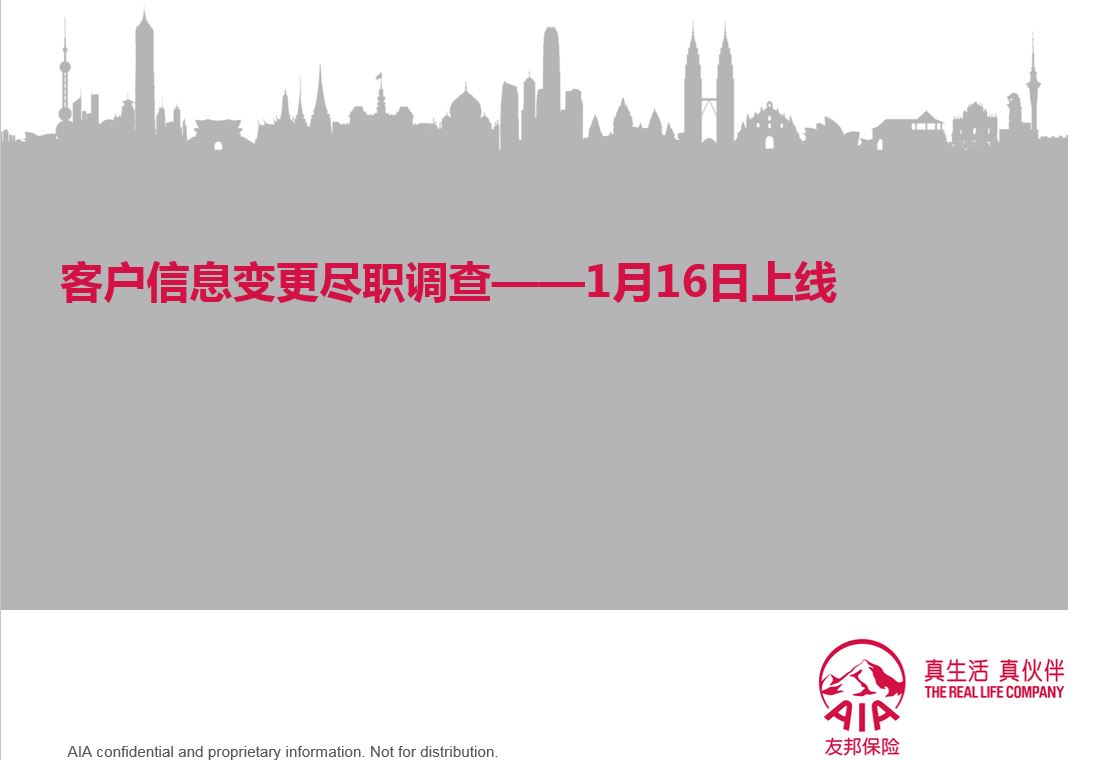 客户信息变更尽职调查——1月16日上线
真生活 真伙伴
THE REAL LIFE COMPANY
AIA
友邦保险
AIA confidential and proprietary information. Not for distribution.